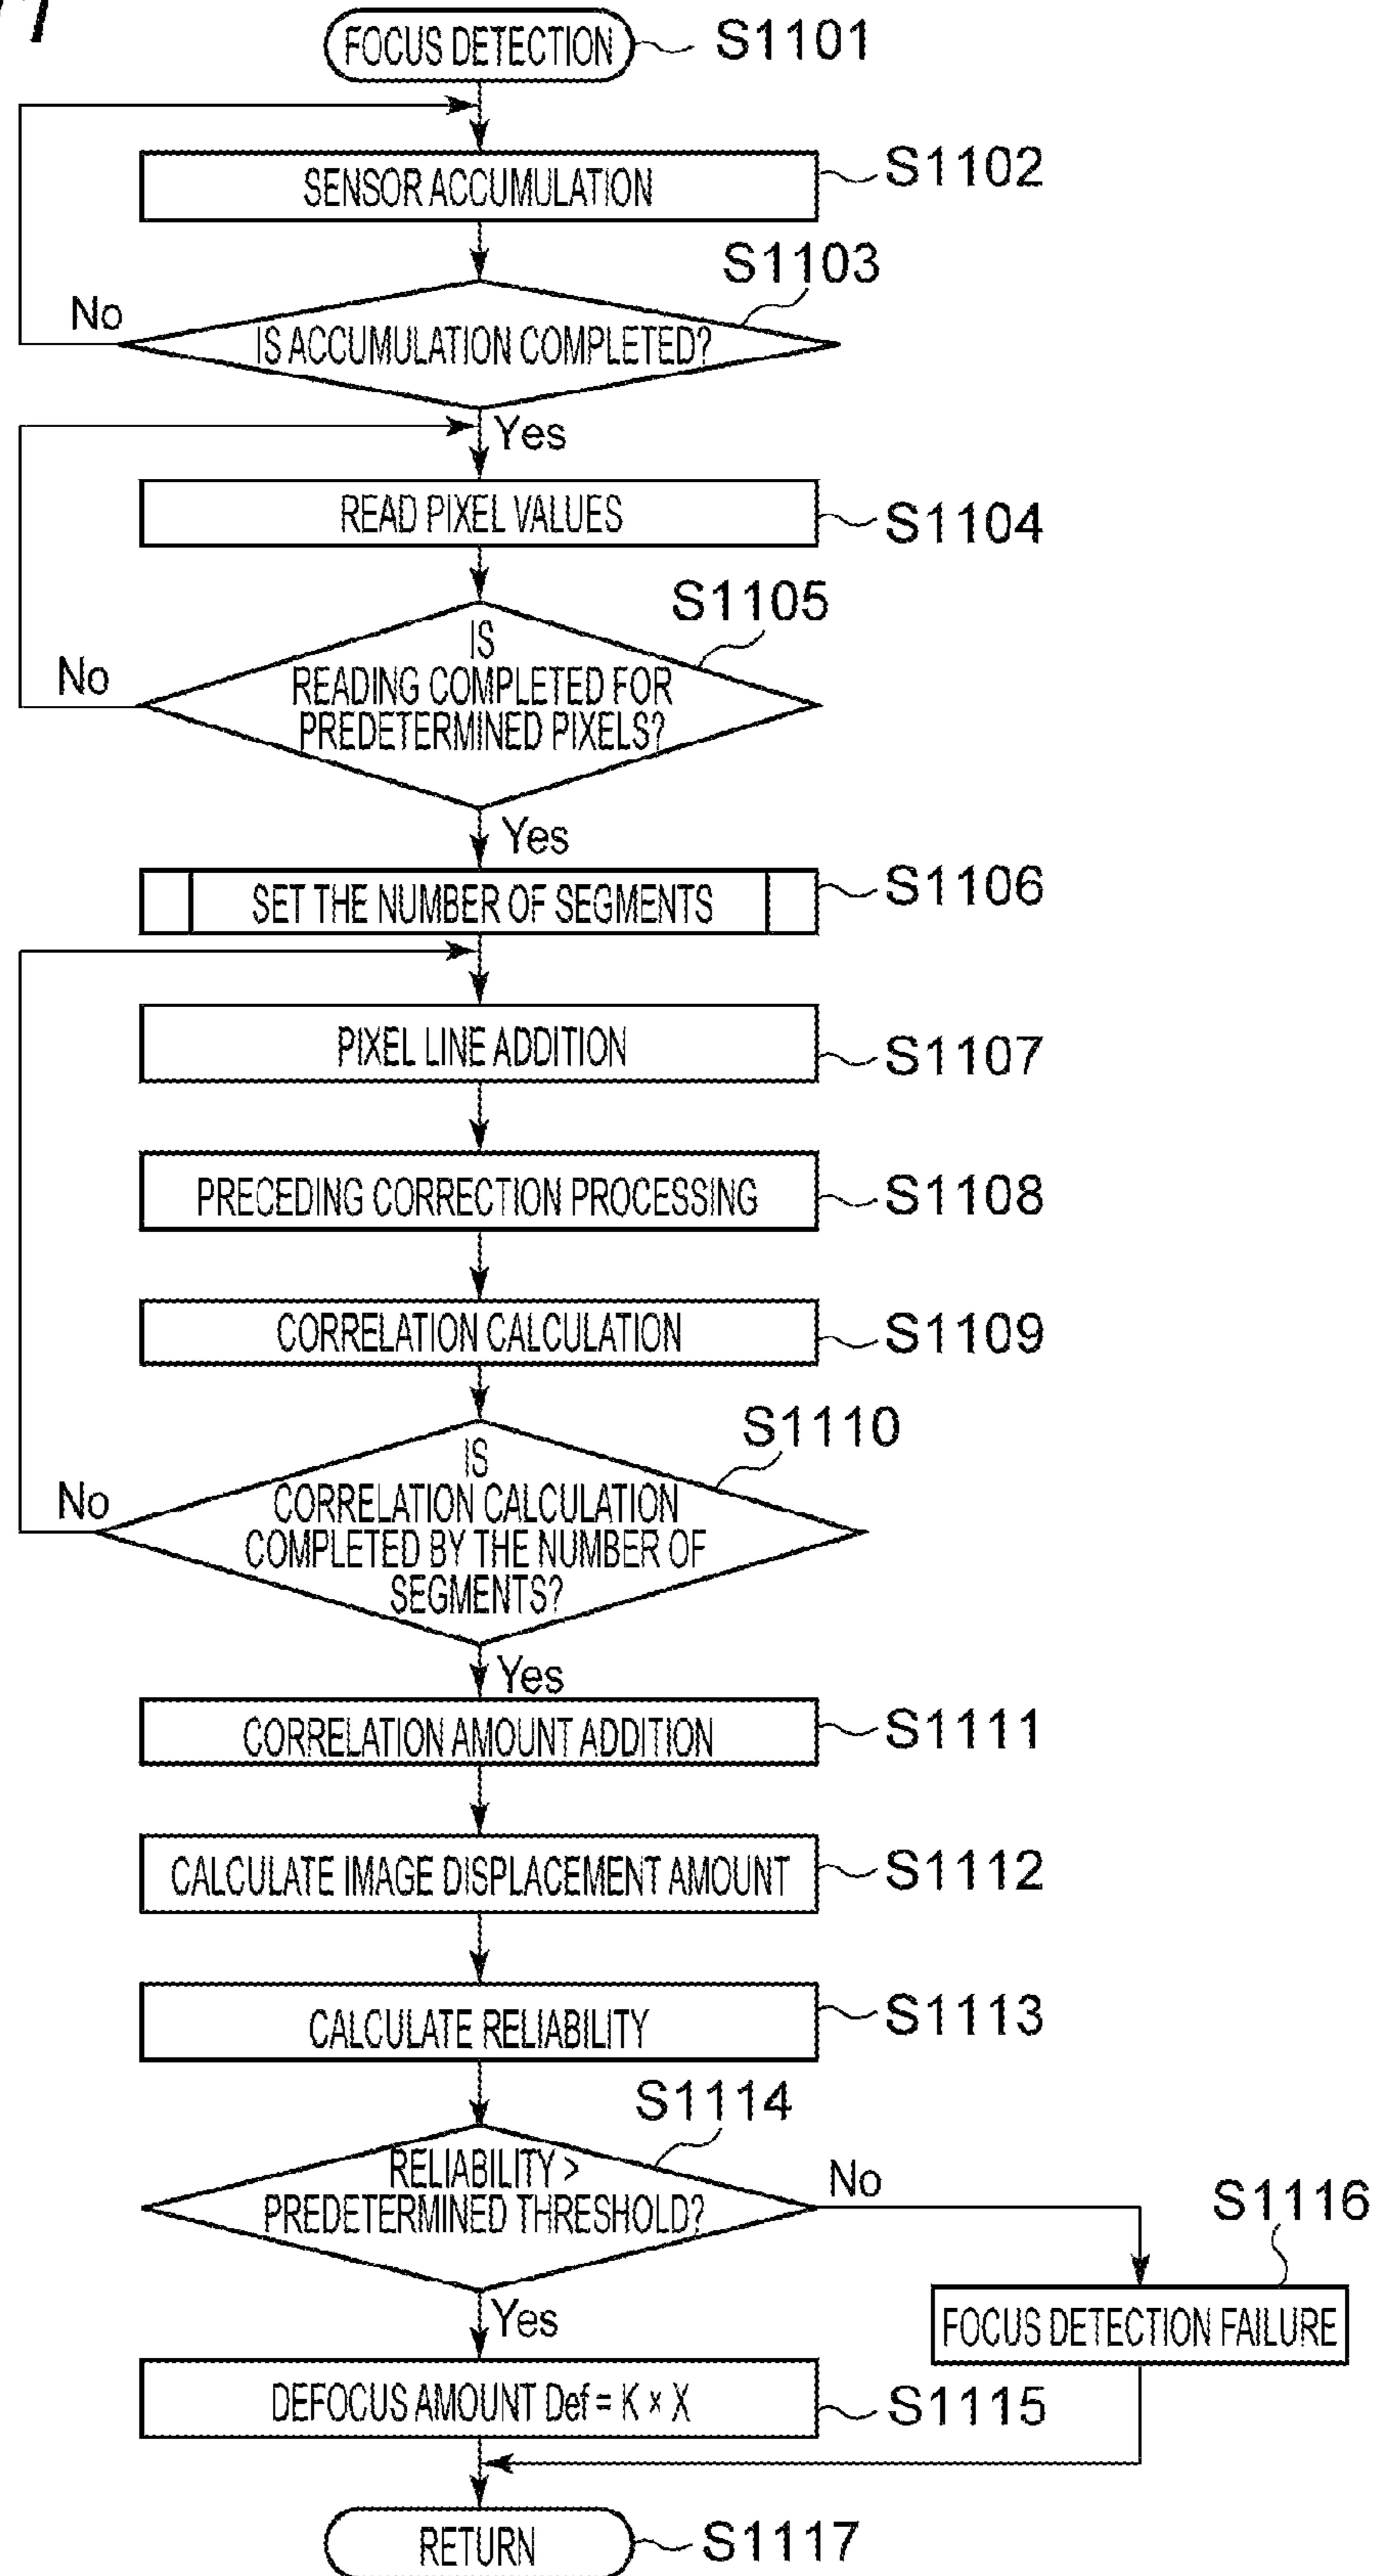 FOCUS DETECTION
S1101
SENSOR ACCUMULATION
S1102
S1103
No
IS ACCUMULATION COMPLETED?
Yes
READ PIXEL VALUES
S1104
S1105
No
IS
READING COMPLETED FOR
PREDETERMINED PIXELS?
Yes
SET THE NUMBER OF SEGMENTS
S1106
PIXEL LINE ADDITION
S1107
PRECEDING CORRECTION PROCESSING
S1108
CORRELATION CALCULATION
S1109
S1110
No
IS
CORRELATION CALCULATION
COMPLETED BY THE NUMBER OF
SEGMENTS?
Yes
CORRELATION AMOUNT ADDITION
S1111
CALCULATE IMAGE DISPLACEMENT AMOUNT
S1112
CALCULATE RELIABILITY
S1113
S1114
RELIABILITY >
PREDETERMINED THRESHOLD?
No
S1116
Yes
FOCUS DETECTION FAILURE
DEFOCUS AMOUNT Def = K × X
S1115
RETURN
S1117